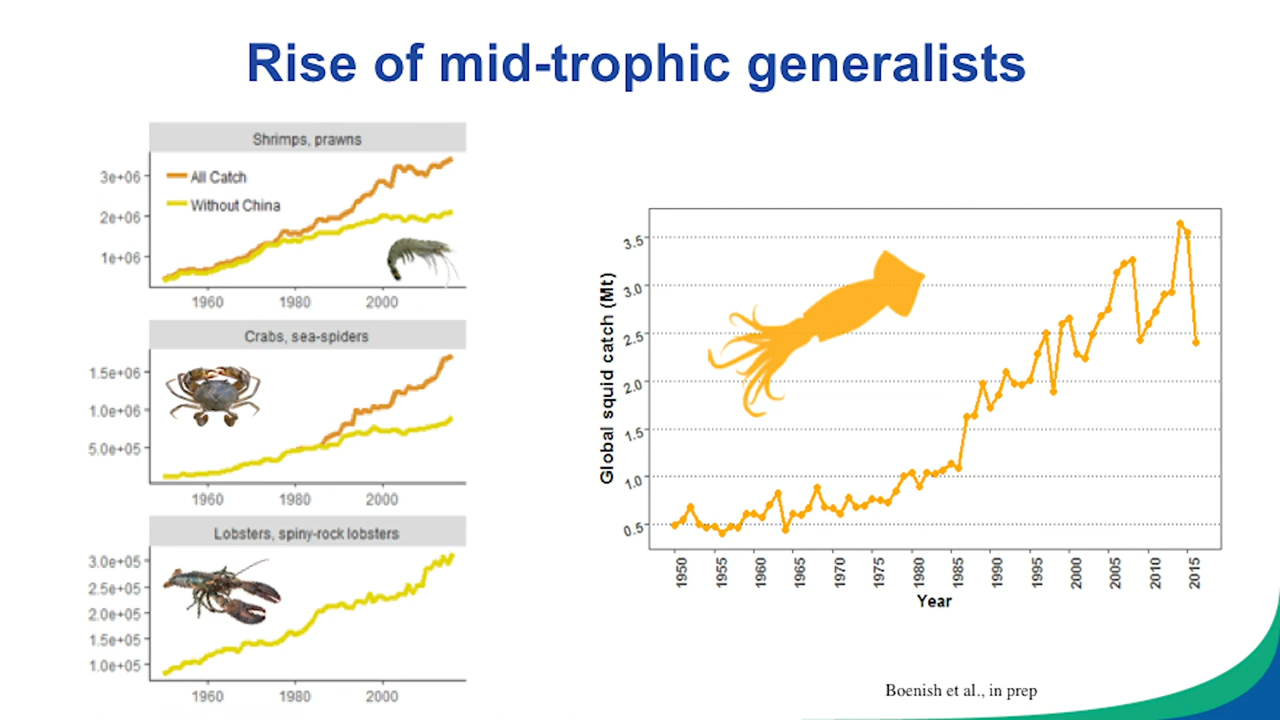 Rise of mid-trophic generalists
Shrimps, prawns
All Catch
Without China
3e+06
2e+06
1e+06
1960 1980 2000
Crabs, sea-spiders
1.5e+06
1.0e+06
5.0e+05
1960 1980 2000
Lobsters, spiny-rock lobsters
3.0e+05
2.5e+05
2.0e+05
1.5e+05
1.0e+05
1960 1980 2000
Global squid catch (Mt)
3.5
3.0
2.5
2.0
1.5
1.0
0.5
1950 1955 1960 1965 1970 1975 1980 1985 1990 1995 2000 2005 2010 2015
Year
Boenish et al., in prep